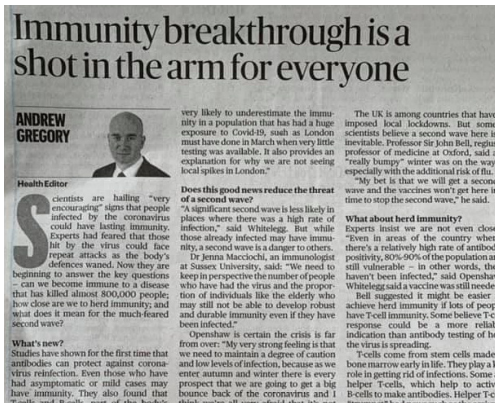 Immunity breakthrough is a
shot in the arm for everyone
ANDREW
GREGORY
Health Editor
Scientists are hailing "very
encouraging" signs that people
infected by the coronavirus
could have lasting immunity.
Experts had feared that those
hit by the virus could face
repeat attacks as the body's
defences waned. Now they are
beginning to answer the key questions
– can we become immune to a disease
that has killed almost 800,000 people;
how close are we to herd immunity; and
what does it mean for the much-feared
second wave?
What's new?
Studies have shown for the first time that
antibodies can protect against corona-
virus reinfection. Even those who had
had asymptomatic or mild cases may
have immunity. They also found that
very likely to underestimate the immu-
nity in a population that has had a huge
exposure to Covid-19, such as London
must have done in March when very little
testing was available. It also provides an
explanation for why we are not seeing
local spikes in London."
Does this good news reduce the threat
of a second wave?
"A significant second wave is less likely in
places where there was a high rate of
infection," said Whitelegg. But while
those already infected may have immu-
nity, a second wave is a danger to others.
Dr Jenna Macciochi, an immunologist
at Sussex University, said: "We need to
keep in perspective the number of people
who have had the virus and the propor-
tion of individuals like the elderly who
may still not be able to develop robust
and durable immunity even if they have
been infected."
Openshaw is certain the crisis is far
from over: "My very strong feeling is that
we need to maintain a degree of caution
and low levels of infection, because as we
enter autumn and winter there is every
prospect that we are going to get a big
bounce back of the coronavirus and I
The UK is among countries that have
imposed local lockdowns. But some
scientists believe a second wave here is
inevitable. Professor Sir John Bell, regius
professor of medicine at Oxford, said a
"really bumpy" winter was on the way
especially with the additional risk of flu.
"My bet is that we will get a second
wave and the vaccines won't get here in
time to stop the second wave," he said.
What about herd immunity?
Experts insist we are not even close
"Even in areas of the country where
there's a relatively high rate of antibody
positivity, 80%-90% of the population are
still vulnerable – in other words, they
haven't been infected," said Openshaw
Whitelegg said a vaccine was still needed
Bell suggested it might be easier
achieve herd immunity if lots of people
have T-cell immunity. Some believe T-cell
response could be a more reliable
indication than antibody testing of how
the virus is spreading.
T-cells come from stem cells made
bone marrow early in life. They play a k
role in getting rid of infections. Some
helper T-cells, which help to activ
B-cells to make antibodies. Helper T-c